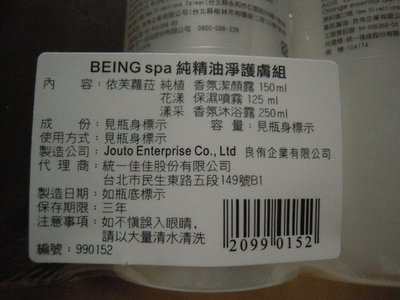 BEING spa 純精油淨護膚組
內　　容：依芙蘿菈 純植 香氛潔顏露 150ml
花漾 保濕噴霧 125 ml
漾采 香氛沐浴露 250ml
成　　份：見瓶身標示　容　量：見瓶身標示
使用方式：見瓶身標示
製造公司：Jouto Enterprise Co., Ltd 良侑企業有限公司
代 理 商：統一佳佳股份有限公司
台北市民生東路五段149號B1
製造日期：如瓶底標示
保存期限：三年
注意事項：如不慎誤入眼睛，
請以大量清水清洗
編號：990152
2099 0152